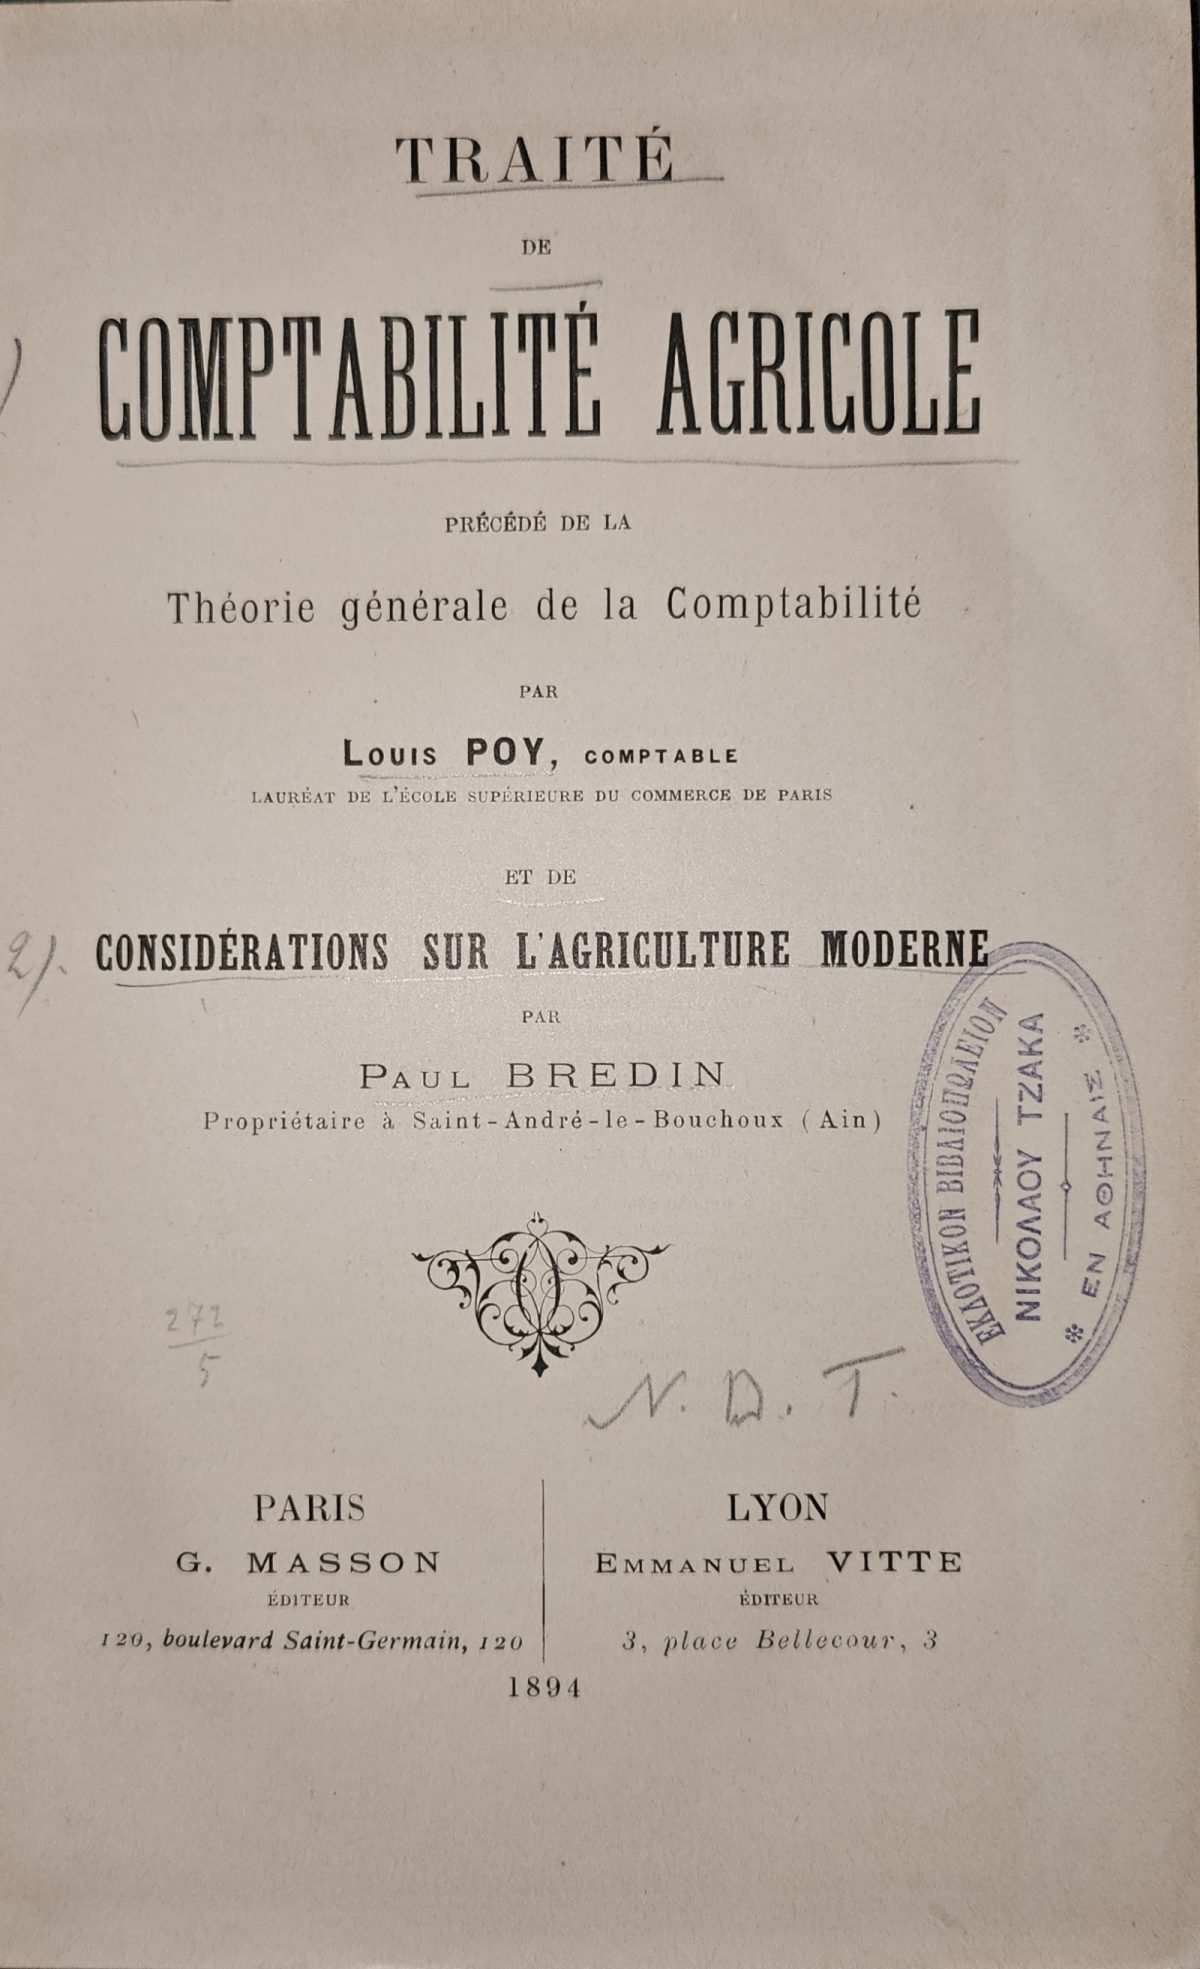 TRAITÉ
DE
COMPTABILITÉ AGRICOLE
PRÉCÉDÉ DE LA
Théorie générale de la Comptabilité
PAR
LOUIS POY, COMPTABLE
LAURÉAT DE L'ÉCOLE SUPÉRIEURE DU COMMERCE DE PARIS
ET DE
2).
CONSIDÉRATIONS SUR L'AGRICULTURE MODERNE
PAR
PAUL BREDIN
Propriétaire à Saint-André-le-Bouchoux (Ain)
ΕΚΔΟΤΙΚΟΝ ΒΙΒΛΙΟΠΩΛΕΙΟΝ
ΝΙΚΟΛΑΟΥ ΤΖΑΚΑ
* ΕΝ ΑΘΗΝΑΙΣ *
272
5
N. D. T.
PARIS
G. MASSON
ÉDITEUR
120, boulevard Saint-Germain, 120
LYON
EMMANUEL VITTE
ÉDITEUR
3, place Bellecour, 3
1894